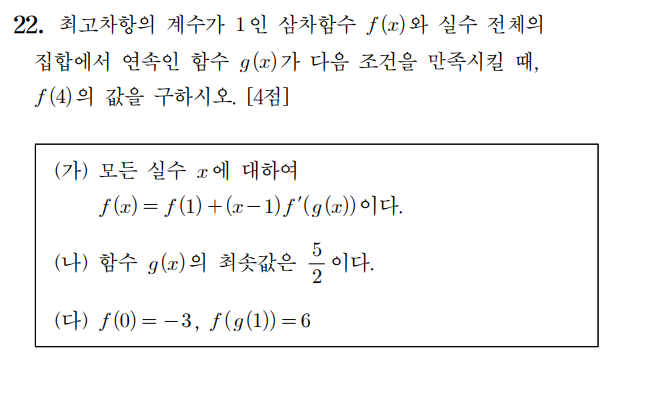 22. 최고차항의 계수가 1인 삼차함수 f(x)와 실수 전체의
집합에서 연속인 함수 g(x)가 다음 조건을 만족시킬 때,
f(4)의 값을 구하시오. [4점]
(가) 모든 실수 x에 대하여
f(x)=f(1)+(x-1)f′(g(x))이다.
(나) 함수 g(x)의 최솟값은 5/2이다.
(다) f(0)=-3, f(g(1))=6